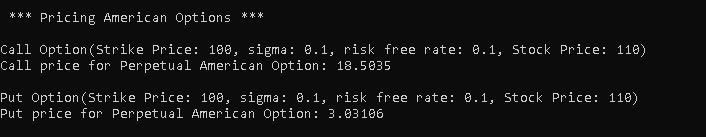 *** Pricing American Options ***
Call Option(Strike Price: 100, sigma: 0.1, risk free rate: 0.1, Stock Price: 110)
Call price for Perpetual American Option: 18.5035
Put Option(Strike Price: 100, sigma: 0.1, risk free rate: 0.1, Stock Price: 110)
Put price for Perpetual American Option: 3.03106